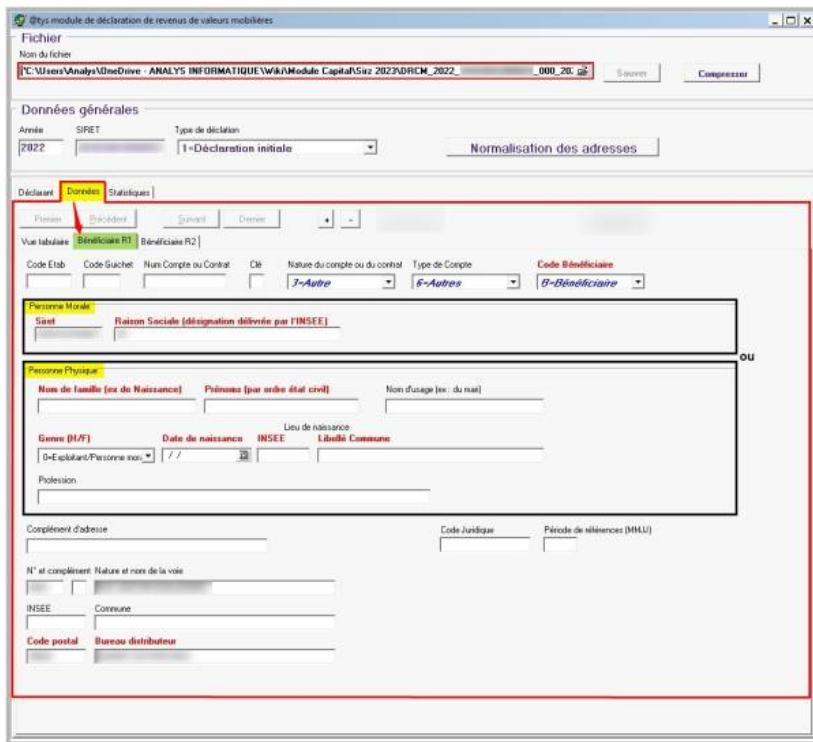 @tys module de déclaration de revenus de valeurs mobilières
Fichier
Nom du fichier
"C:\Users\Analys\OneDrive - ANALYS INFORMATIQUE\Wiki\Module Capital\Sirz 2023\DRCM_2022_ _000_20
Sauver Compresser
Données générales
Année SIRET Type de déclation
2022 1=Déclaration initiale Normalisation des adresses
Déclarant Données Statistiques
Premier Précédent Suivant Dernier + -
Vue tabulaire Bénéficiaire R1 Bénéficiaire R2
Code Etab Code Guichet Num Compte ou Contrat Clé Nature du compte ou du contrat Type de Compte Code Bénéficiaire
3=Autre 6=Autres B=Bénéficiaire
Personne Morale
Siret Raison Sociale (désignation délivrée par l'INSEE)
ou
Personne Physique
Nom de famille (ex de Naissance) Prénoms (par ordre état civil) Nom d'usage (ex : du mari)
Lieu de naissance
Genre (H/F) Date de naissance INSEE Libellé Commune
0=Exploitant/Personne mor / /
Profession
Complément d'adresse Code Juridique Période de références (MMJJ)
N° et complément Nature et nom de la voie
INSEE Commune
Code postal Bureau distributeur